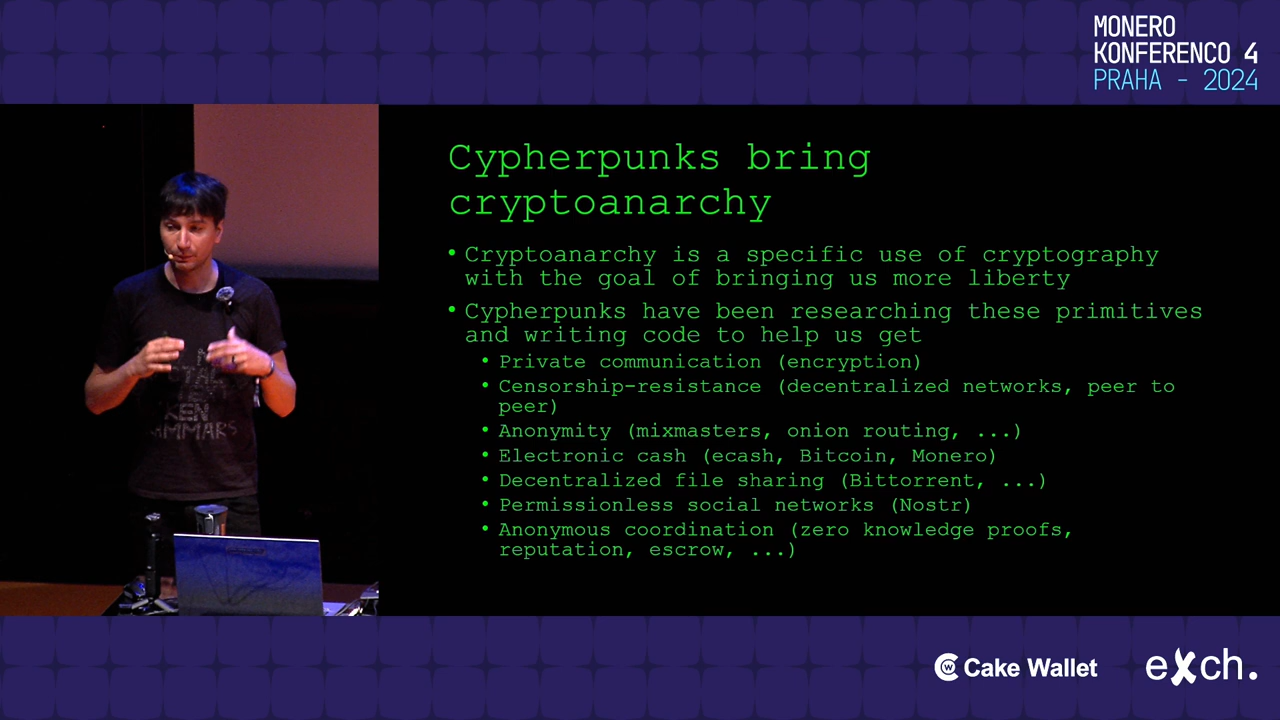 MONERO
KONFERENCO 4
PRAHA - 2024
Cypherpunks bring
cryptoanarchy
• Cryptoanarchy is a specific use of cryptography
with the goal of bringing us more liberty
• Cypherpunks have been researching these primitives
and writing code to help us get
• Private communication (encryption)
• Censorship-resistance (decentralized networks, peer to
peer)
• Anonymity (mixmasters, onion routing, ...)
• Electronic cash (ecash, Bitcoin, Monero)
• Decentralized file sharing (Bittorrent, ...)
• Permissionless social networks (Nostr)
• Anonymous coordination (zero knowledge proofs,
reputation, escrow, ...)
Cake Wallet
eXch.